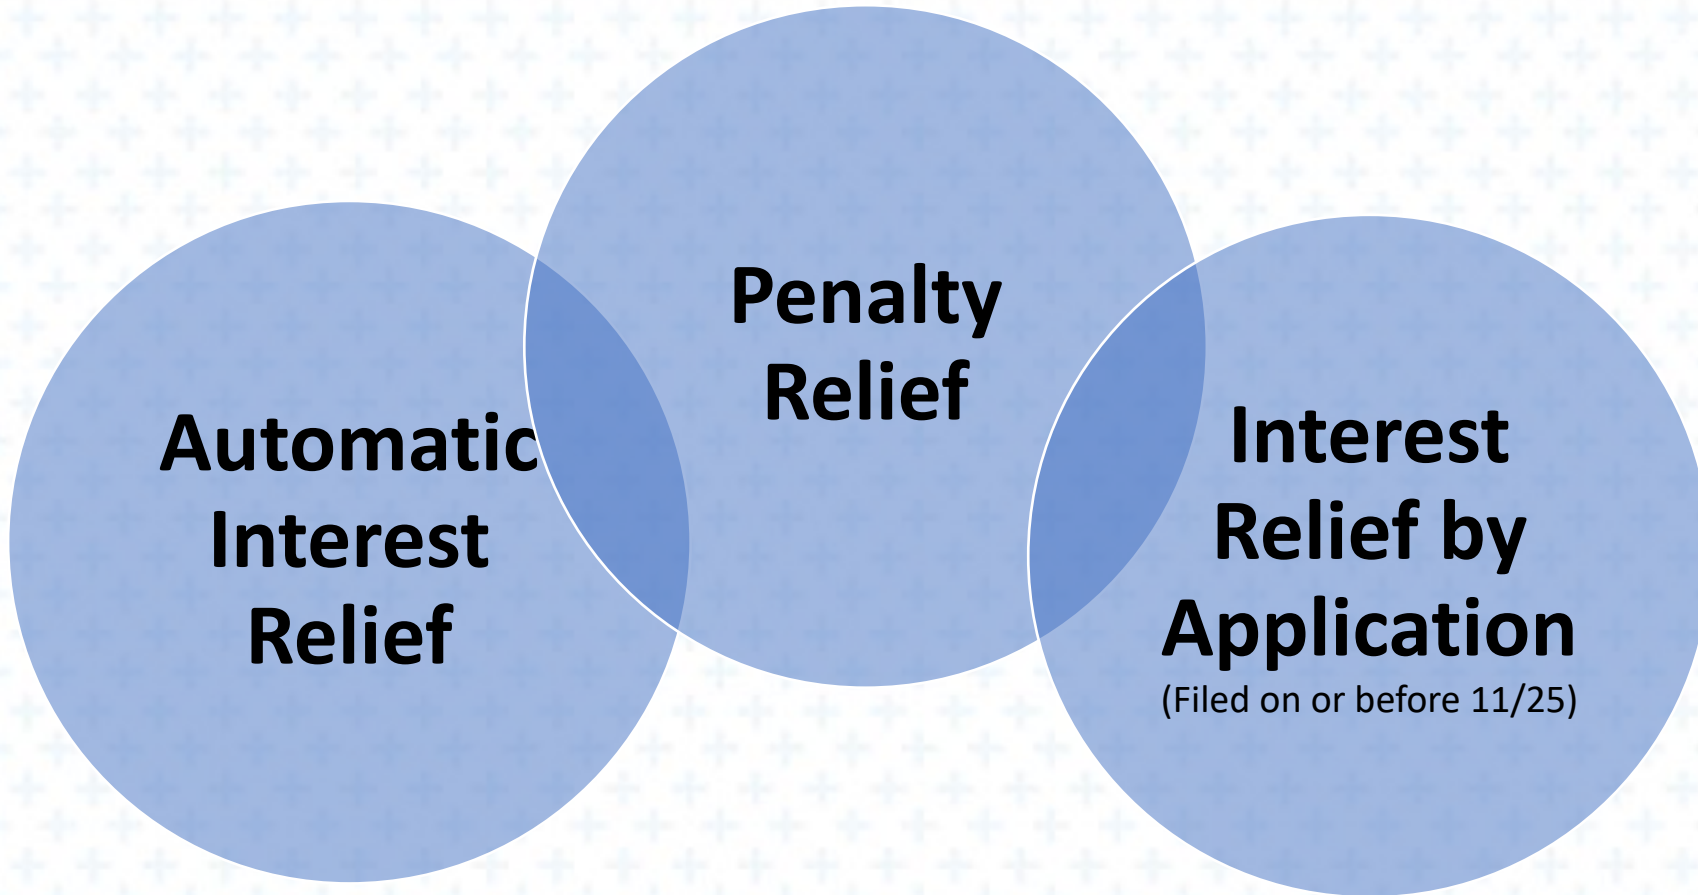 Automatic
Interest
Relief
Penalty
Relief
Interest
Relief by
Application
(Filed on or before 11/25)